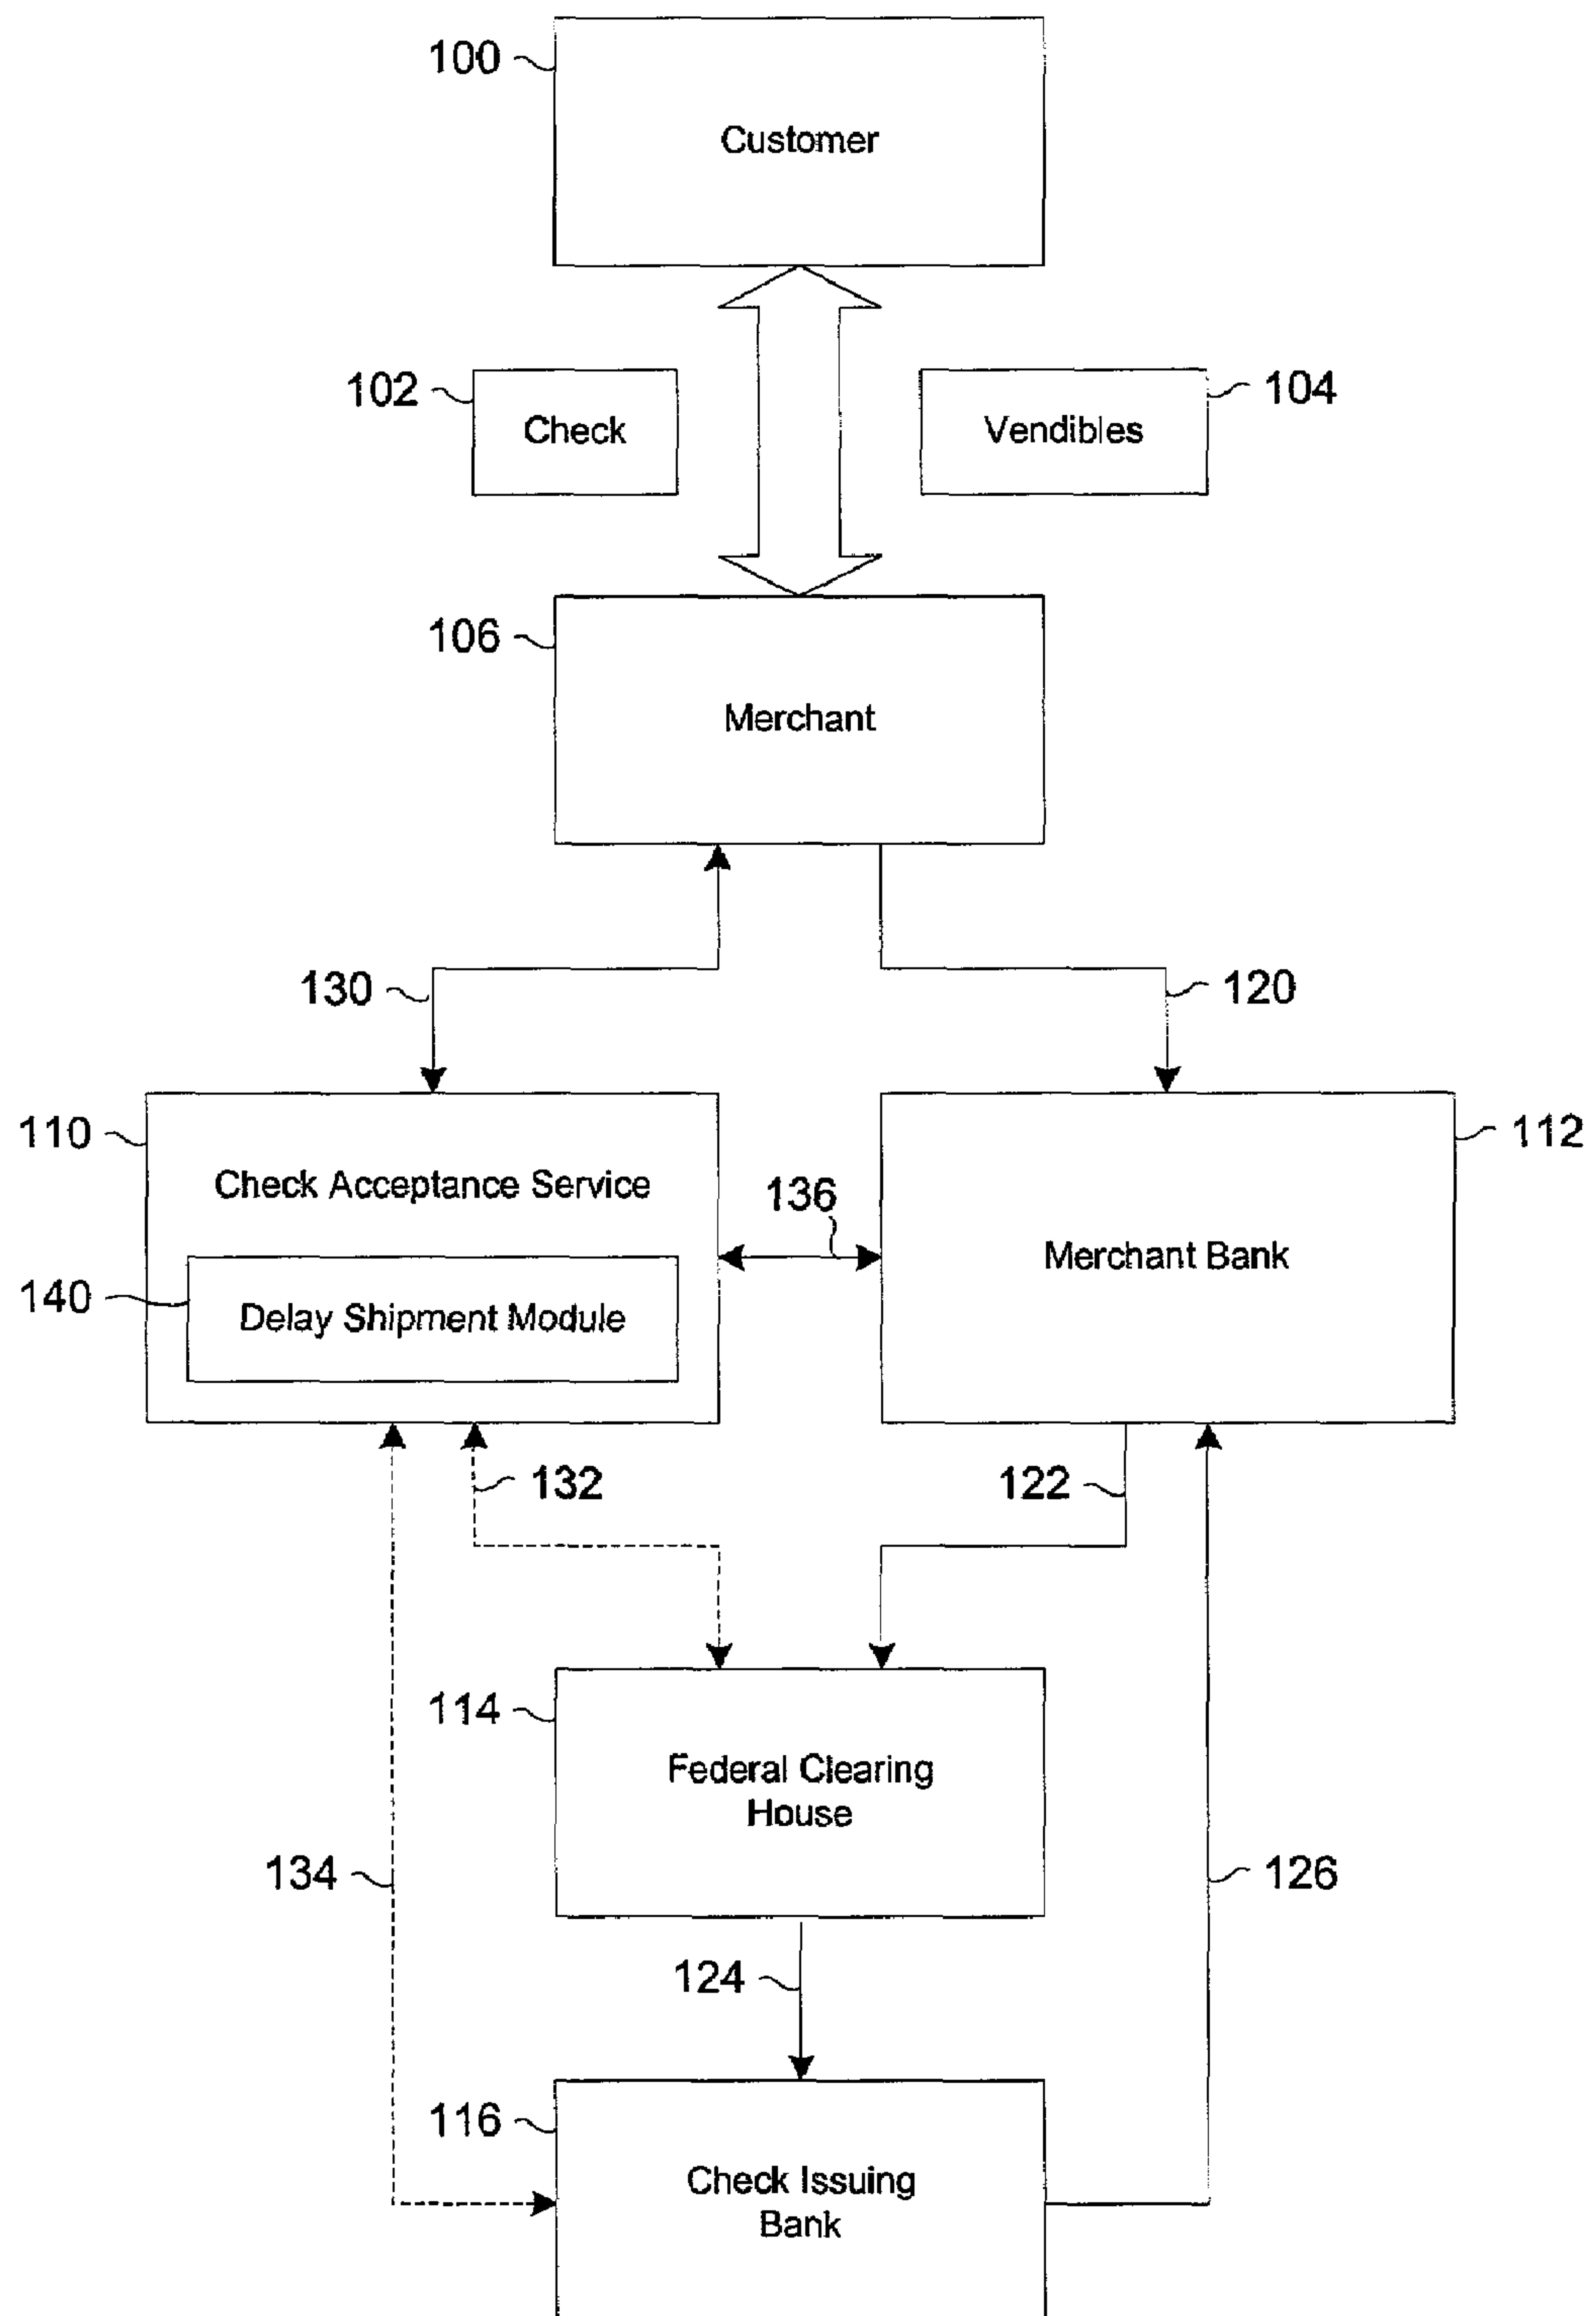 100
Customer
102
Check
Vendibles
104
106
Merchant
130
120
110
Check Acceptance Service
136
Merchant Bank
112
140
Delay Shipment Module
132
122
114
Federal Clearing
House
134
126
124
116
Check Issuing
Bank